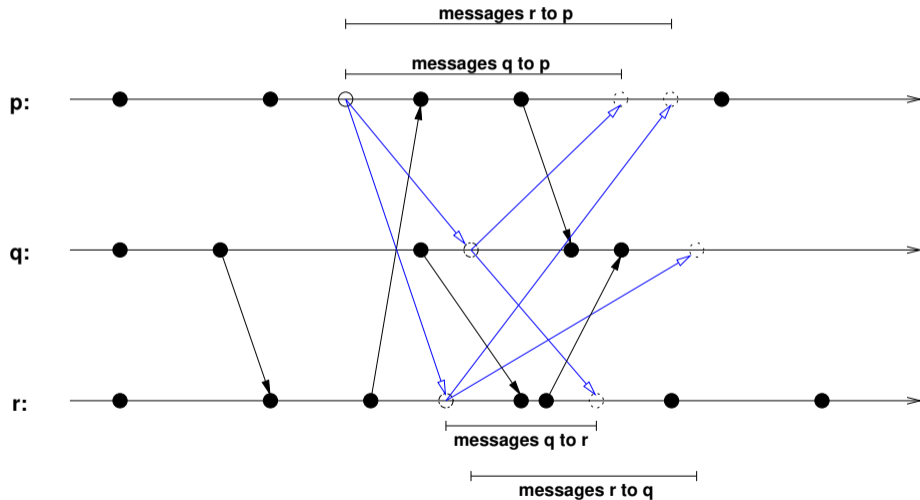 messages r to p
messages q to p
p:
q:
r:
messages q to r
messages r to q